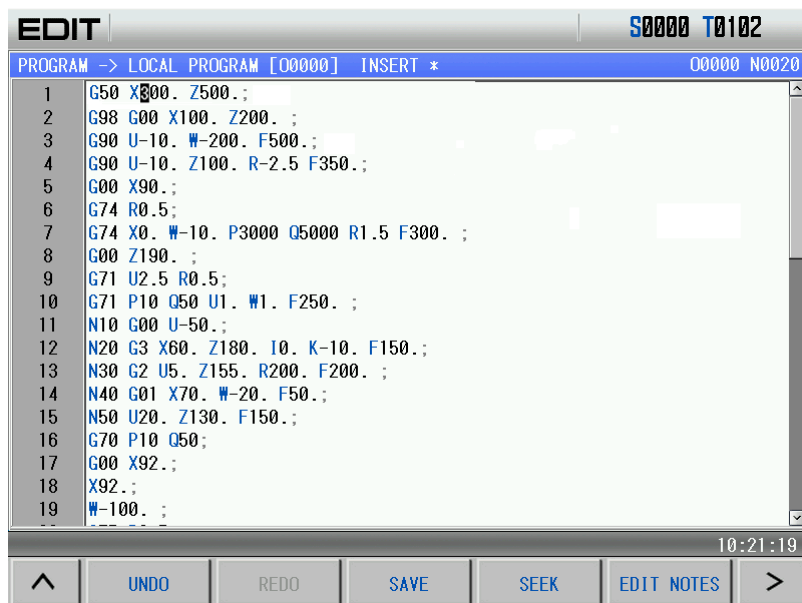 EDIT S0000 T0102
PROGRAM -> LOCAL PROGRAM [O0000] INSERT * O0000 N0020
1 G50 X300. Z500.;
2 G98 G00 X100. Z200. ;
3 G90 U-10. W-200. F500.;
4 G90 U-10. Z100. R-2.5 F350.;
5 G00 X90.;
6 G74 R0.5;
7 G74 X0. W-10. P3000 Q5000 R1.5 F300. ;
8 G00 Z190. ;
9 G71 U2.5 R0.5;
10 G71 P10 Q50 U1. W1. F250. ;
11 N10 G00 U-50.;
12 N20 G3 X60. Z180. I0. K-10. F150.;
13 N30 G2 U5. Z155. R200. F200. ;
14 N40 G01 X70. W-20. F50.;
15 N50 U20. Z130. F150.;
16 G70 P10 Q50;
17 G00 X92.;
18 X92.;
19 W-100. ;
10:21:19
^ UNDO REDO SAVE SEEK EDIT NOTES >